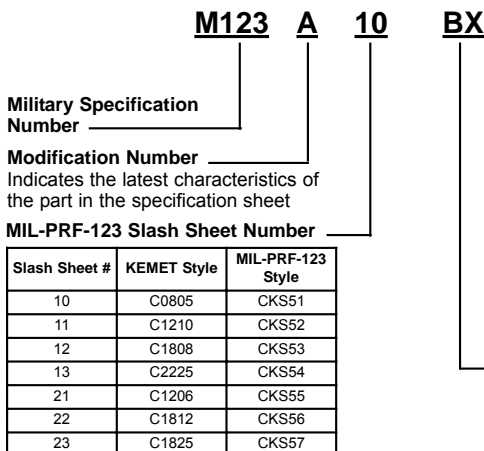 M123 A 10 BX
Military Specification
Number
Modification Number
Indicates the latest characteristics of
the part in the specification sheet
MIL-PRF-123 Slash Sheet Number
Slash Sheet # KEMET Style MIL-PRF-123 Style
10 C0805 CKS51
11 C1210 CKS52
12 C1808 CKS53
13 C2225 CKS54
21 C1206 CKS55
22 C1812 CKS56
23 C1825 CKS57